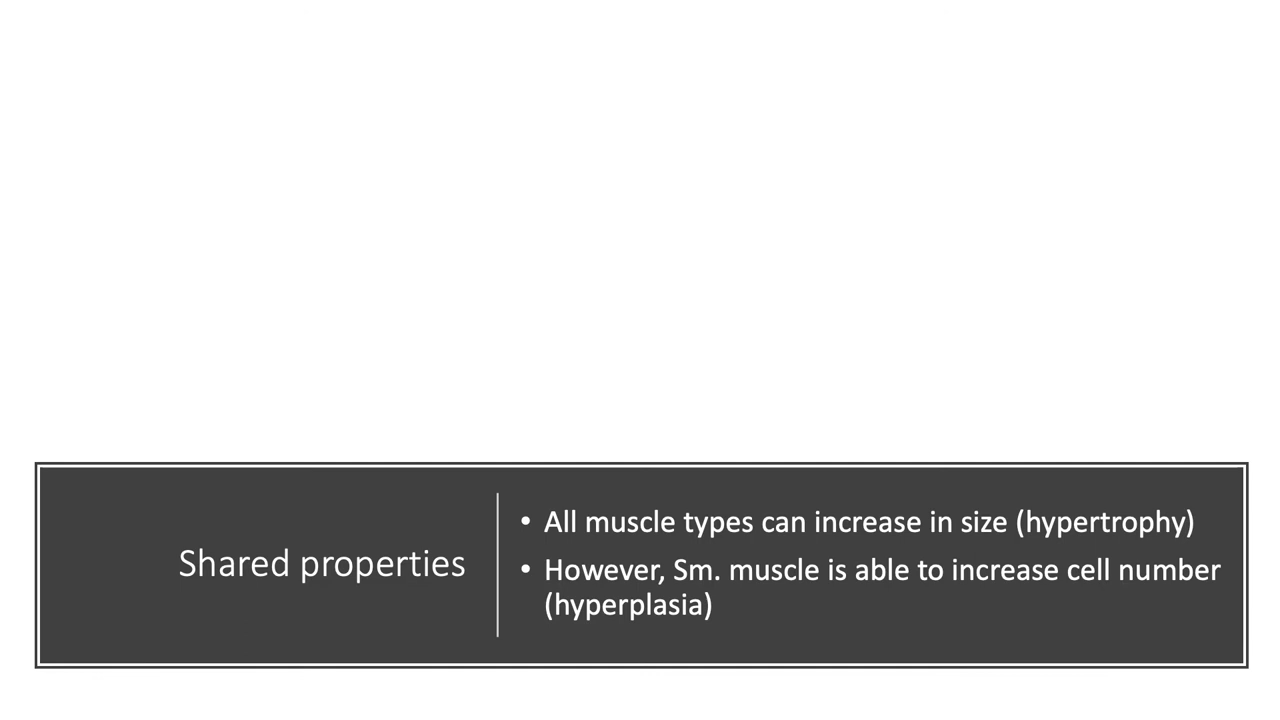 Shared properties
• All muscle types can increase in size (hypertrophy)
• However, Sm. muscle is able to increase cell number
(hyperplasia)